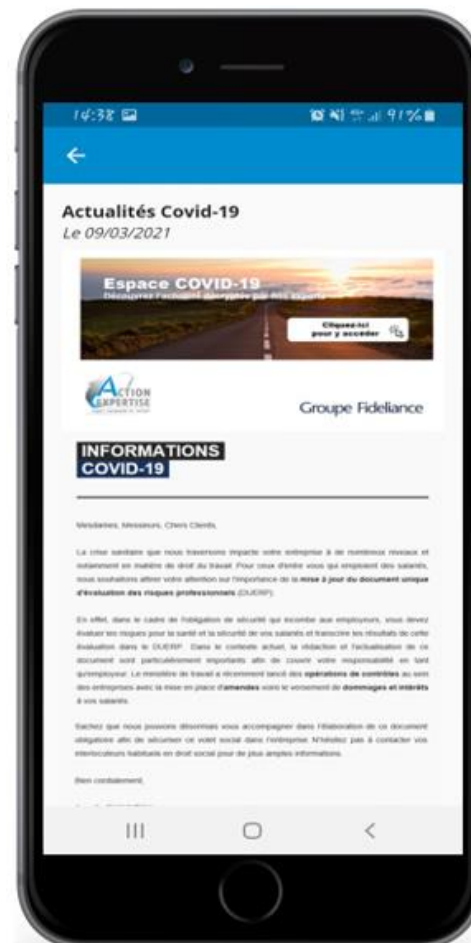 14:38 91%
Actualités Covid-19
Le 09/03/2021
Espace COVID-19
Découvrez l'actualité décryptée par nos experts
Cliquez-ici
pour y accéder
ACTION
EXPERTISE
Groupe Fideliance
INFORMATIONS
COVID-19
Mesdames, Messieurs, Chers Clients,
La crise sanitaire que nous traversons impacte votre entreprise à de nombreux niveaux et
notamment en matière de droit du travail. Pour ceux d'entre vous qui emploient des salariés,
nous souhaitons attirer votre attention sur l'importance de la mise à jour du document unique
d'évaluation des risques professionnels (DUERP).
En effet, dans le cadre de l'obligation de sécurité qui incombe aux employeurs, vous devez
évaluer les risques pour la santé et la sécurité de vos salariés et transcrire les résultats de cette
évaluation dans le DUERP. Dans le contexte actuel, la rédaction et l'actualisation de ce
document sont particulièrement importants afin de couvrir votre responsabilité en tant
qu'employeur. Le ministère du travail a récemment lancé des opérations de contrôles au sein
des entreprises avec la mise en place d'amendes voire le versement de dommages et intérêts
à vos salariés.
Sachez que nous pouvons désormais vous accompagner dans l'élaboration de ce document
obligatoire afin de sécuriser ce volet social dans l'entreprise. N'hésitez pas à contacter vos
interlocuteurs habituels en droit social pour de plus amples informations.
Bien cordialement,